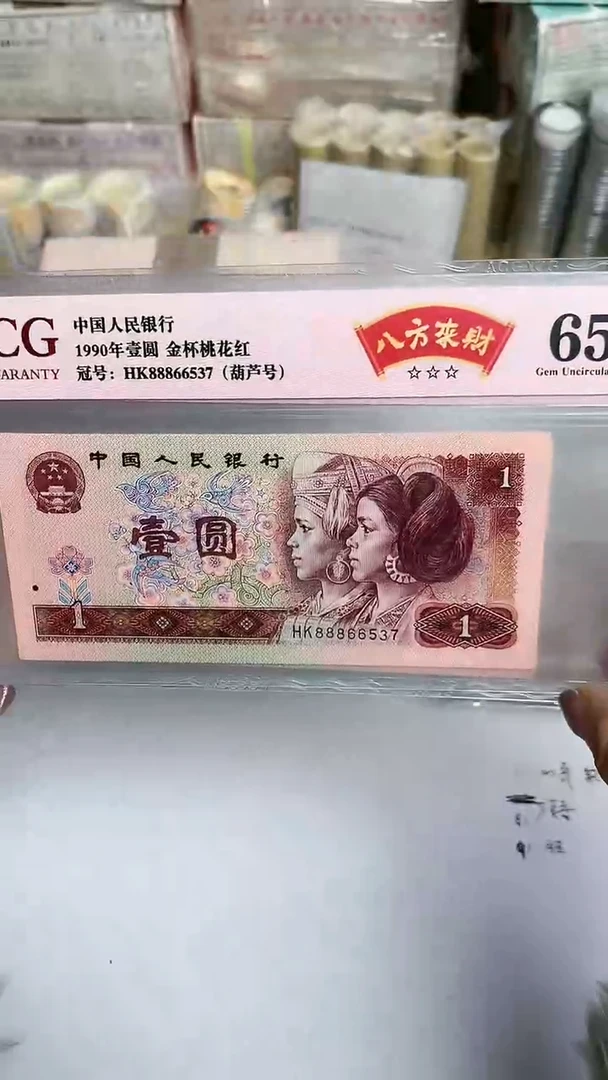 CG
WARRANTY
中国人民银行
1990年壹圆 金杯桃花红
冠号：HK88866537（葫芦号）
八方来财
☆☆☆
65
Gem Uncircula
中国人民银行
1
壹圆
1
HK88866537
1